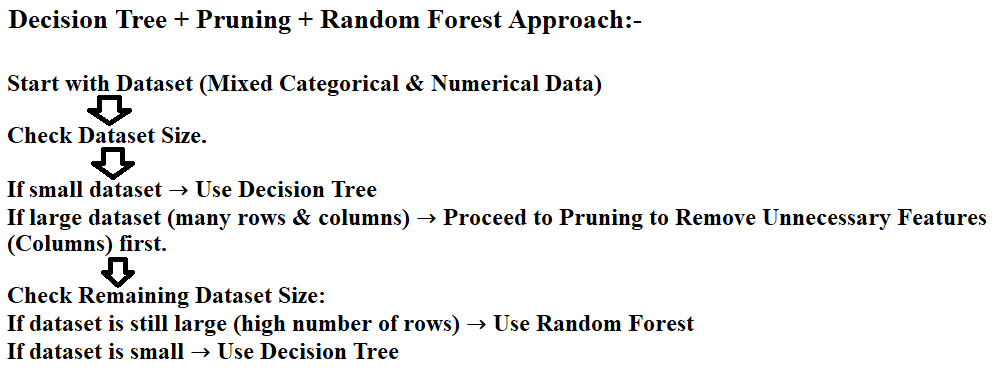 Decision Tree + Pruning + Random Forest Approach:-
Start with Dataset (Mixed Categorical & Numerical Data)
Check Dataset Size.
If small dataset → Use Decision Tree
If large dataset (many rows & columns) → Proceed to Pruning to Remove Unnecessary Features
(Columns) first.
Check Remaining Dataset Size:
If dataset is still large (high number of rows) → Use Random Forest
If dataset is small → Use Decision Tree